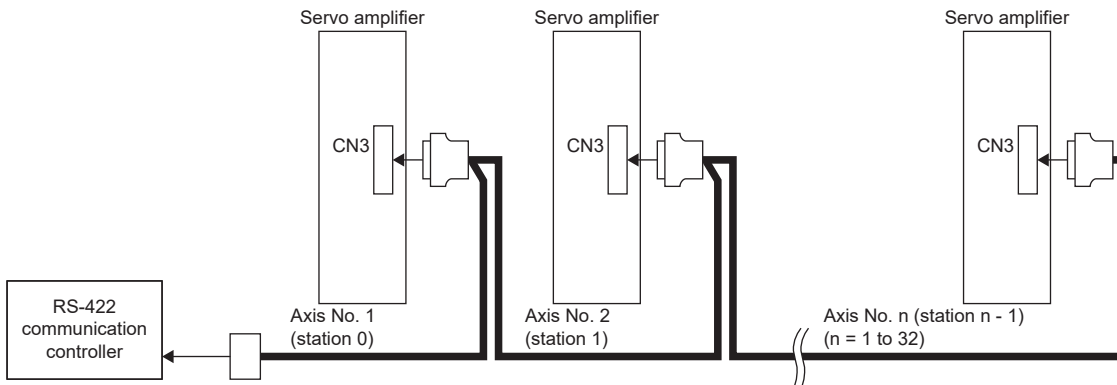 Servo amplifier
Servo amplifier
Servo amplifier
CN3
CN3
CN3
RS-422
communication
controller
Axis No. 1
(station 0)
Axis No. 2
(station 1)
Axis No. n (station n - 1)
(n = 1 to 32)